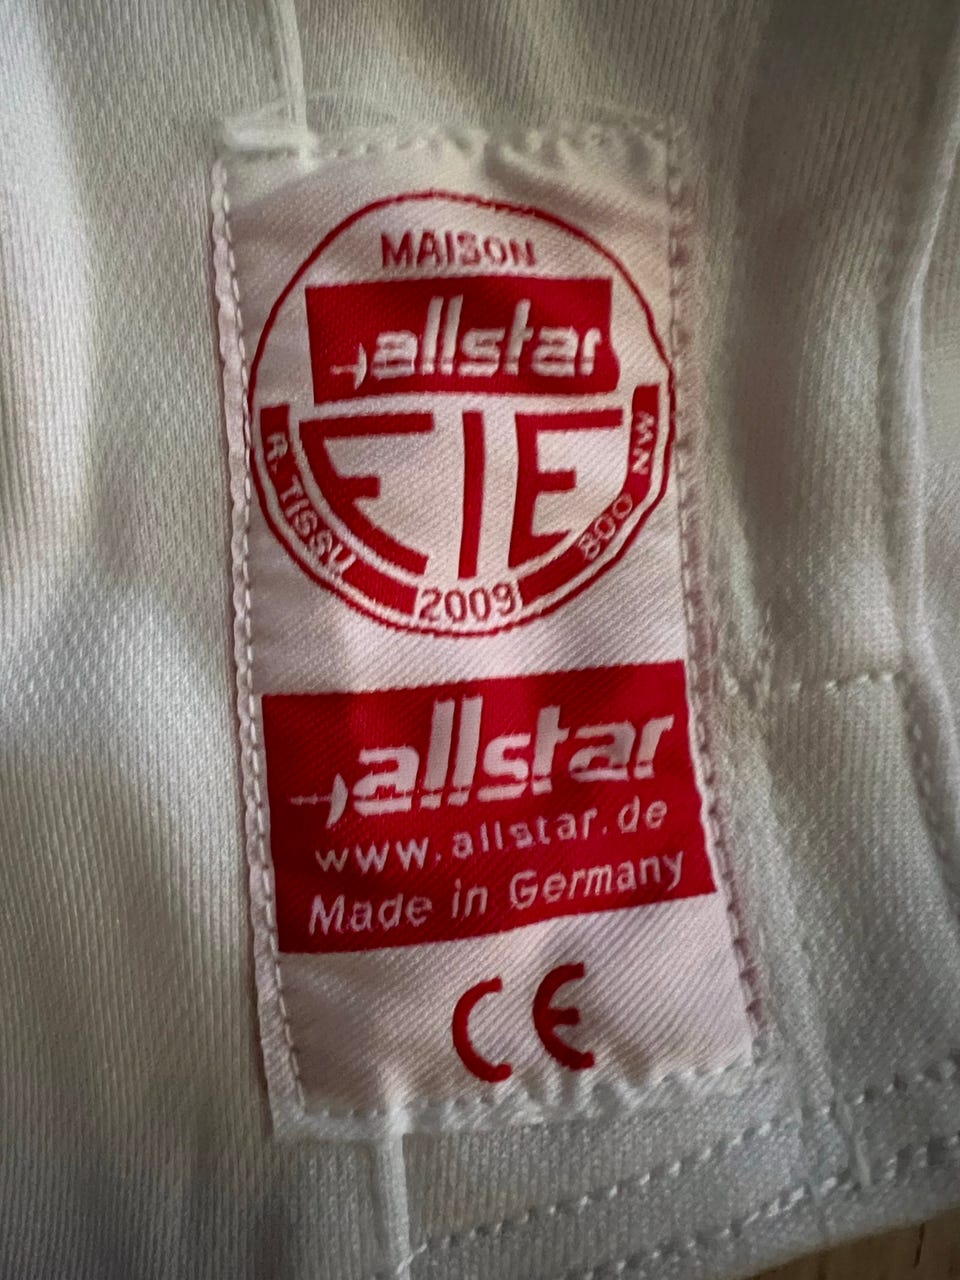 MAISON
allstar
FIE
R. TISSU
800 NW
2009
allstar
www.allstar.de
Made in Germany
CE